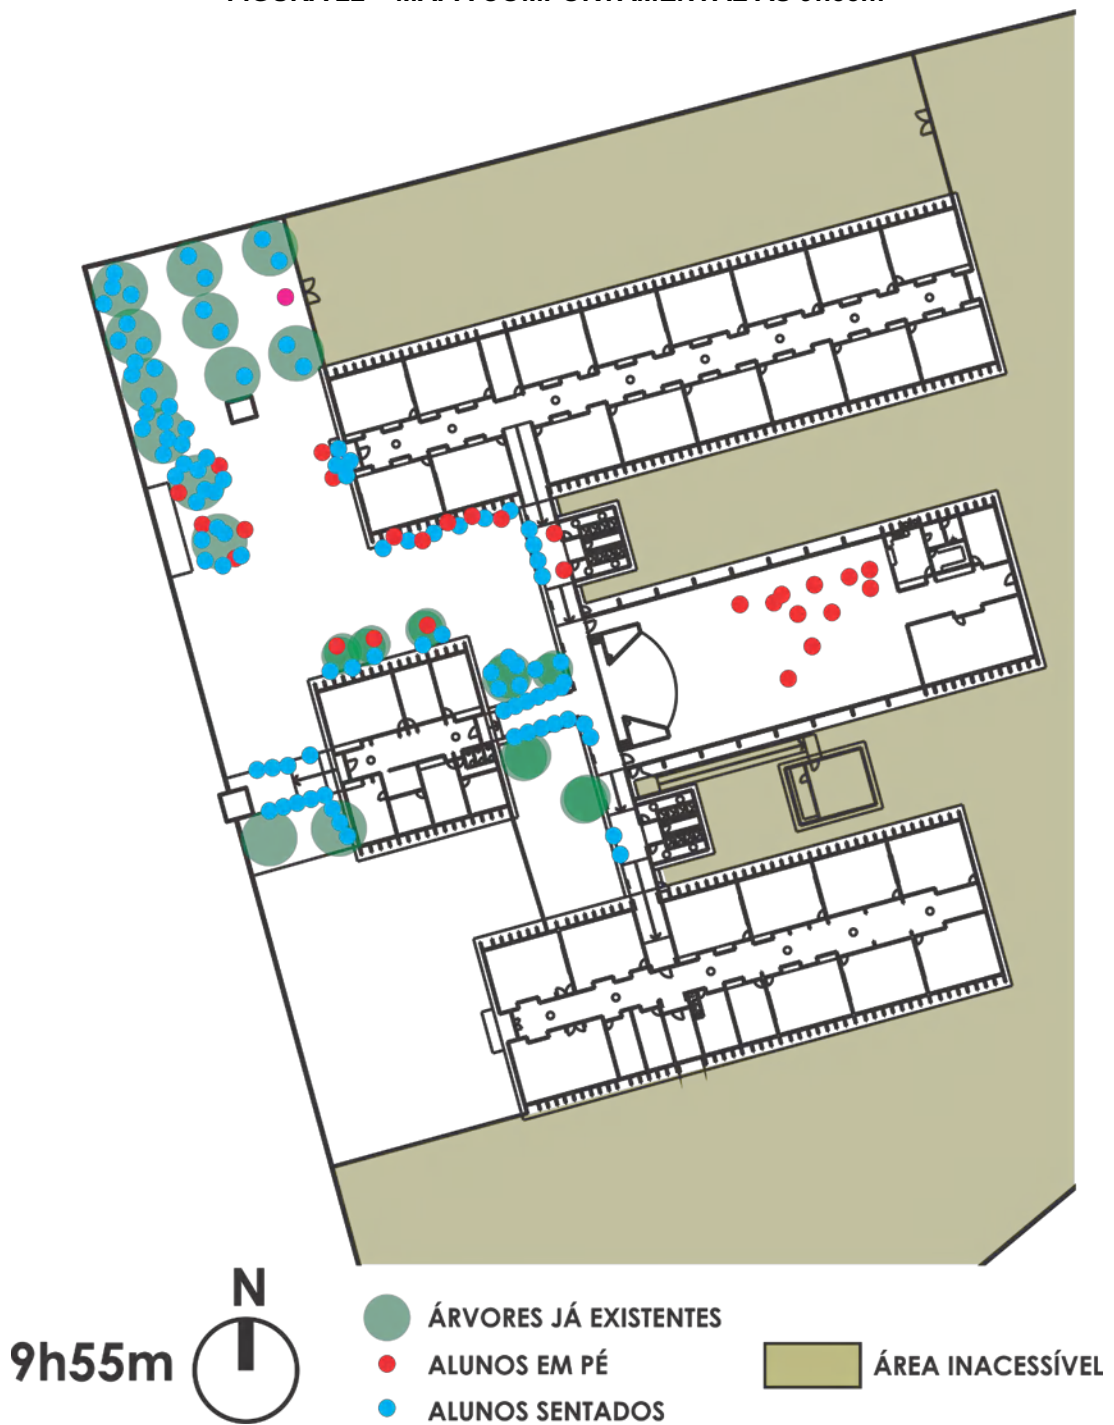 N
9h55m
ÁRVORES JÁ EXISTENTES
ALUNOS EM PÉ
ALUNOS SENTADOS
ÁREA INACESSÍVEL